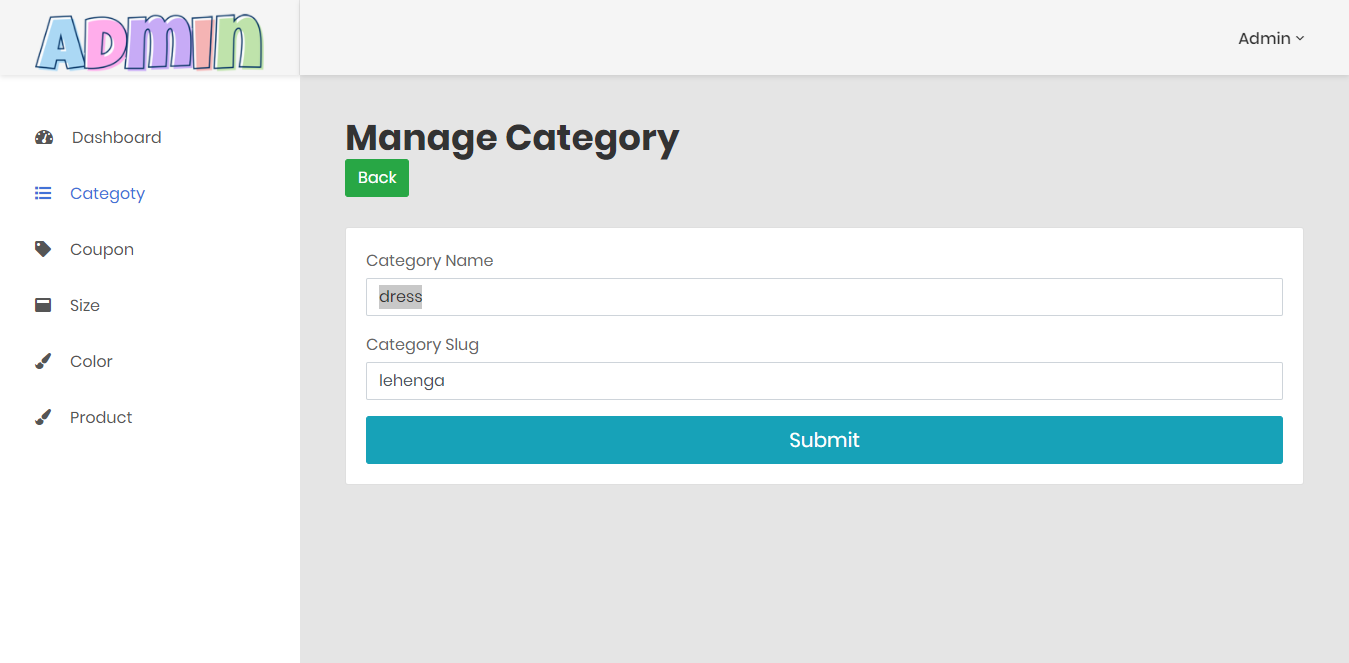 ADMIN
Admin
Dashboard
Categoty
Coupon
Size
Color
Product
Manage Category
Back
Category Name
dress
Category Slug
lehenga
Submit